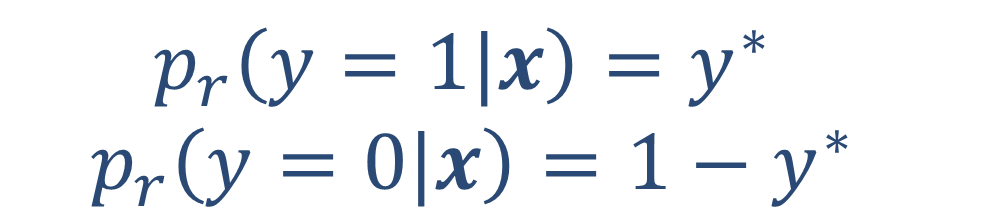 p_r(y = 1|x) = y*
p_r(y = 0|x) = 1 − y*